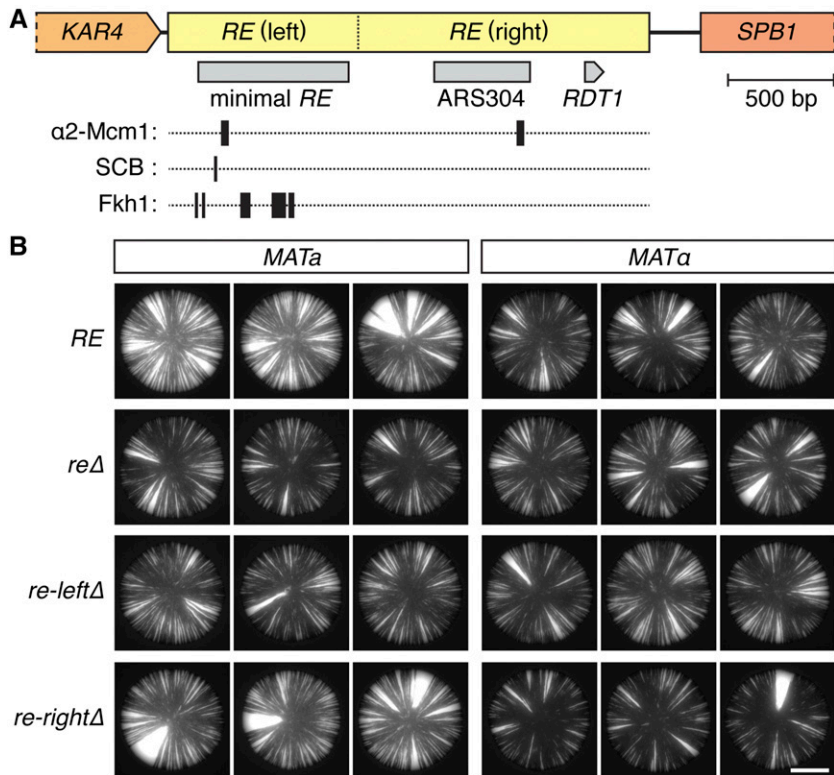 A
KAR4 RE (left) RE (right) SPB1
minimal RE ARS304 RDT1 500 bp
α2-Mcm1:
SCB :
Fkh1:
B
MATa MATα
RE
reΔ
re-leftΔ
re-rightΔ